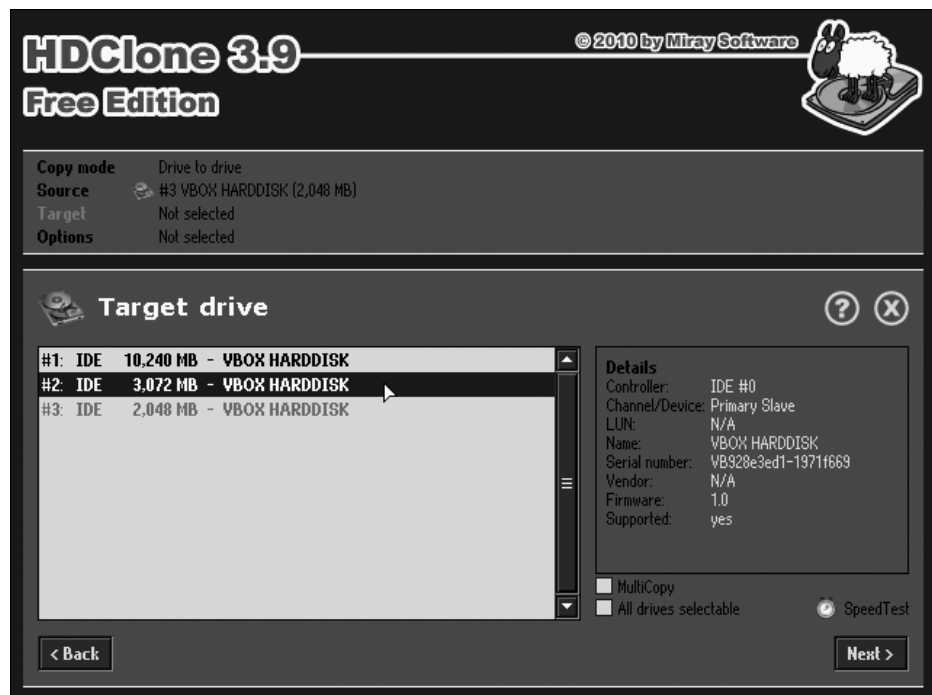 HDClone 3.9
© 2010 by Miray Software
Free Edition
Copy mode Drive to drive
Source #3 VBOX HARDDISK (2,048 MB)
Target Not selected
Options Not selected
Target drive
? X
#1: IDE 10,240 MB - VBOX HARDDISK
#2: IDE 3,072 MB - VBOX HARDDISK
#3: IDE 2,048 MB - VBOX HARDDISK
Details
Controller: IDE #0
Channel/Device: Primary Slave
LUN: N/A
Name: VBOX HARDDISK
Serial number: VB928e3ed1-1971f669
Vendor: N/A
Firmware: 1.0
Supported: yes
MultiCopy
All drives selectable SpeedTest
< Back Next >